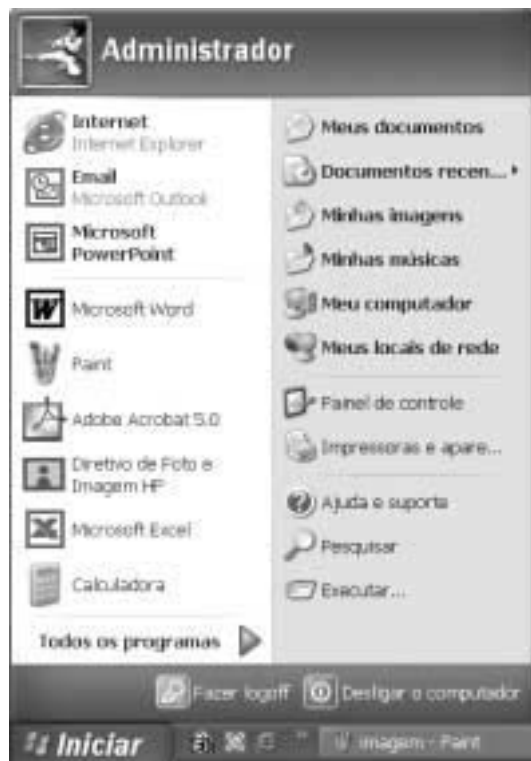 Administrador
Internet
Internet Explorer
Email
Microsoft Outlook
Microsoft
PowerPoint
Microsoft Word
Paint
Adobe Acrobat 5.0
Diretivo de Foto e
Imagem HP
Microsoft Excel
Calculadora
Todos os programas
Meus documentos
Documentos recen...
Minhas imagens
Minhas músicas
Meu computador
Meus locais de rede
Painel de controle
Impressoras e apare...
Ajuda e suporte
Pesquisar
Executar...
Fazer logoff Desligar o computador
Iniciar imagem - Paint